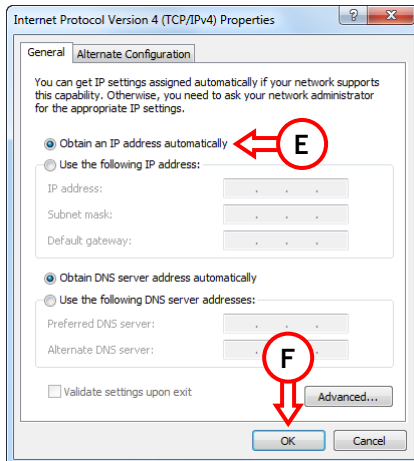 Internet Protocol Version 4 (TCP/IPv4) Properties
General Alternate Configuration
You can get IP settings assigned automatically if your network supports
this capability. Otherwise, you need to ask your network administrator
for the appropriate IP settings.
Obtain an IP address automatically E
Use the following IP address:
IP address: . . .
Subnet mask: . . .
Default gateway: . . .
Obtain DNS server address automatically
Use the following DNS server addresses:
Preferred DNS server: . . .
Alternate DNS server: . . .
F
Validate settings upon exit Advanced...
OK Cancel